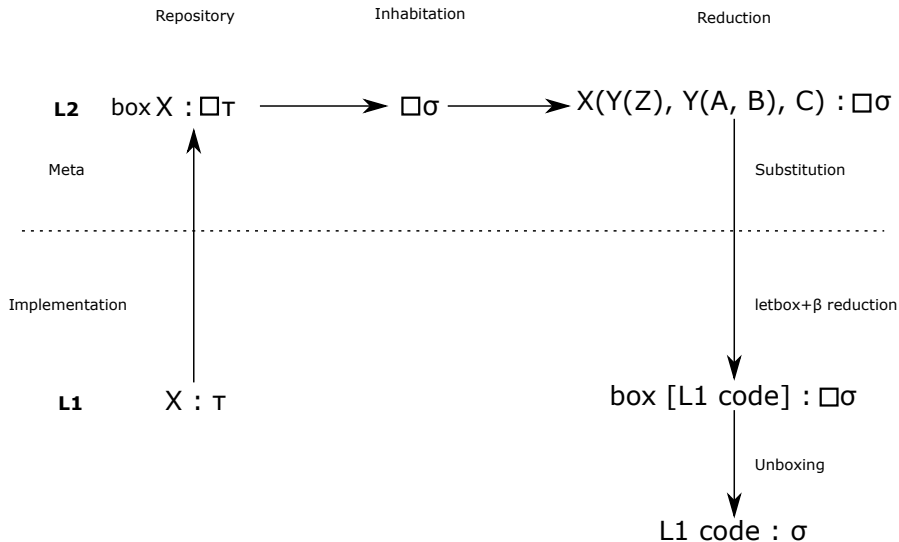 Repository Inhabitation Reduction
L2 box X : □τ □σ X(Y(Z), Y(A, B), C) : □σ
Meta Substitution
Implementation letbox+β reduction
L1 X : τ box [L1 code] : □σ
Unboxing
L1 code : σ